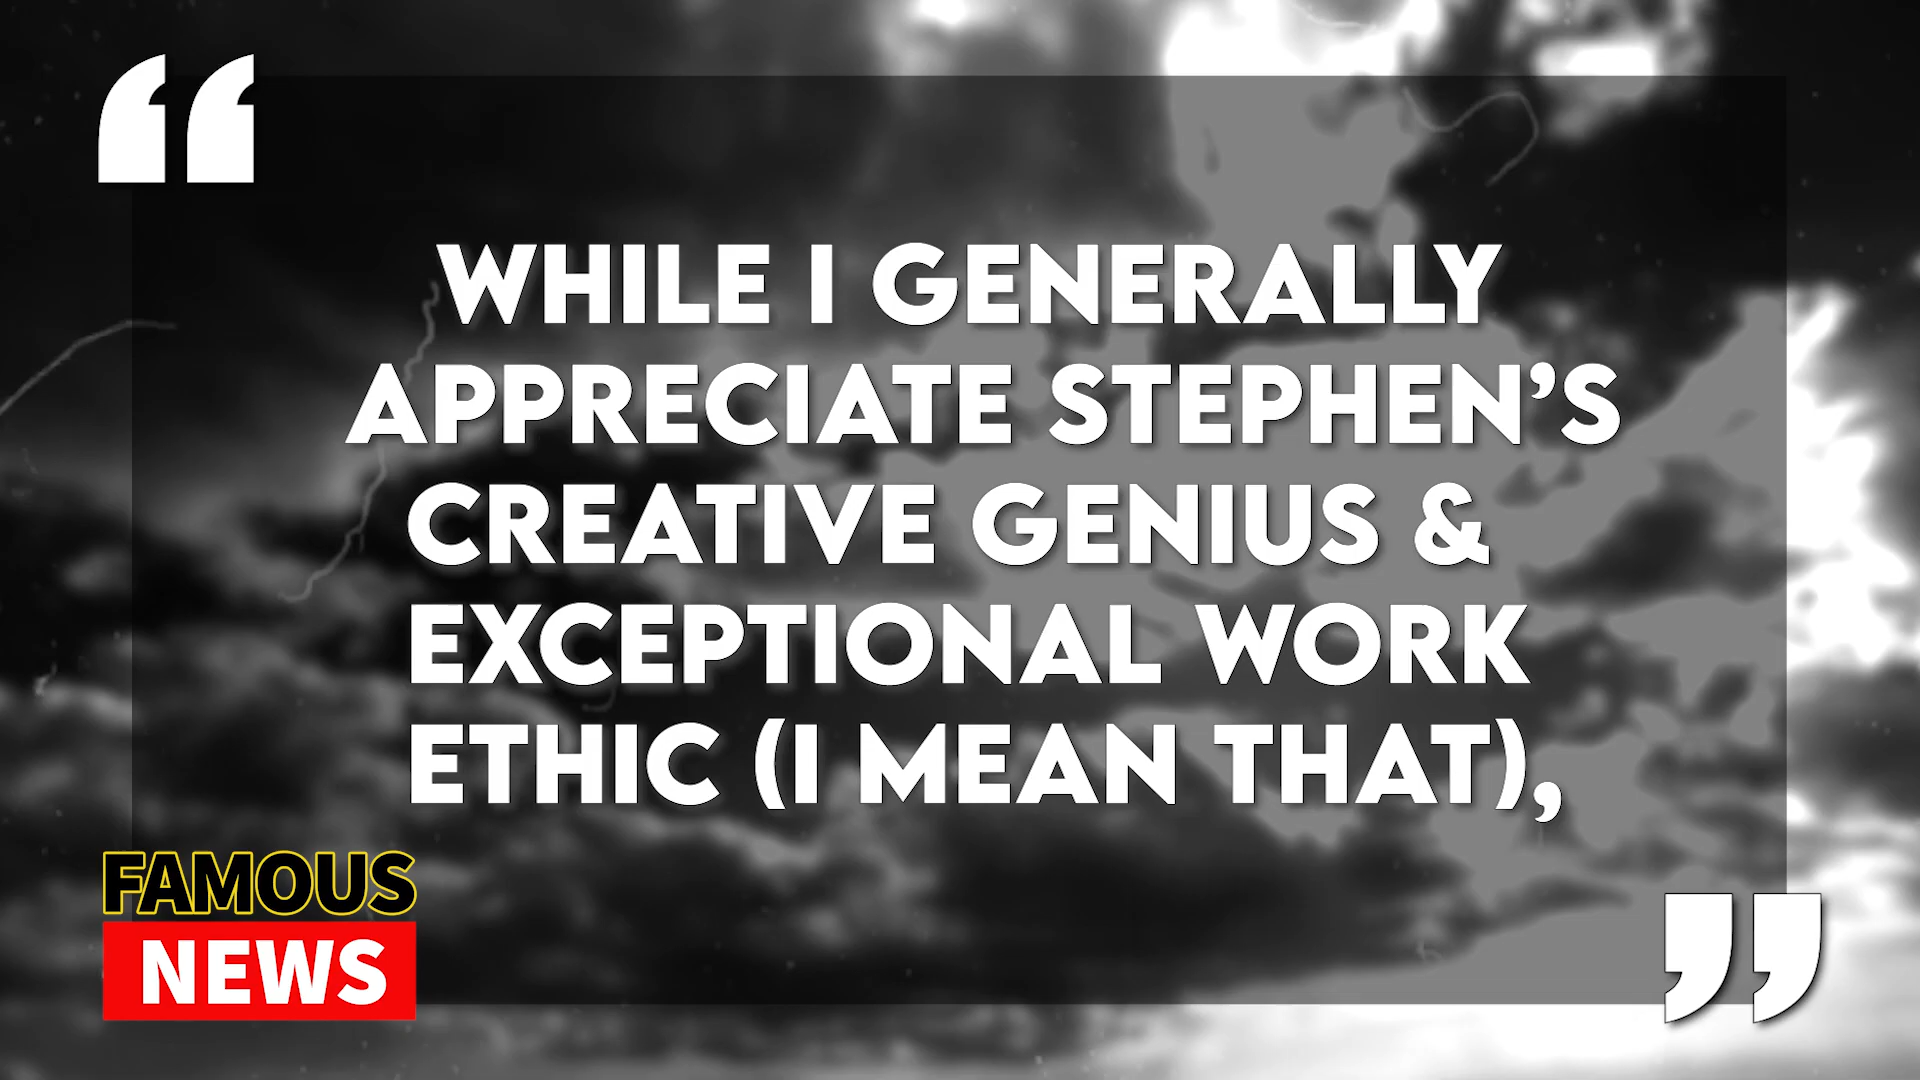 “
WHILE I GENERALLY
APPRECIATE STEPHEN’S
CREATIVE GENIUS &
EXCEPTIONAL WORK
ETHIC (I MEAN THAT),
”
FAMOUS
NEWS